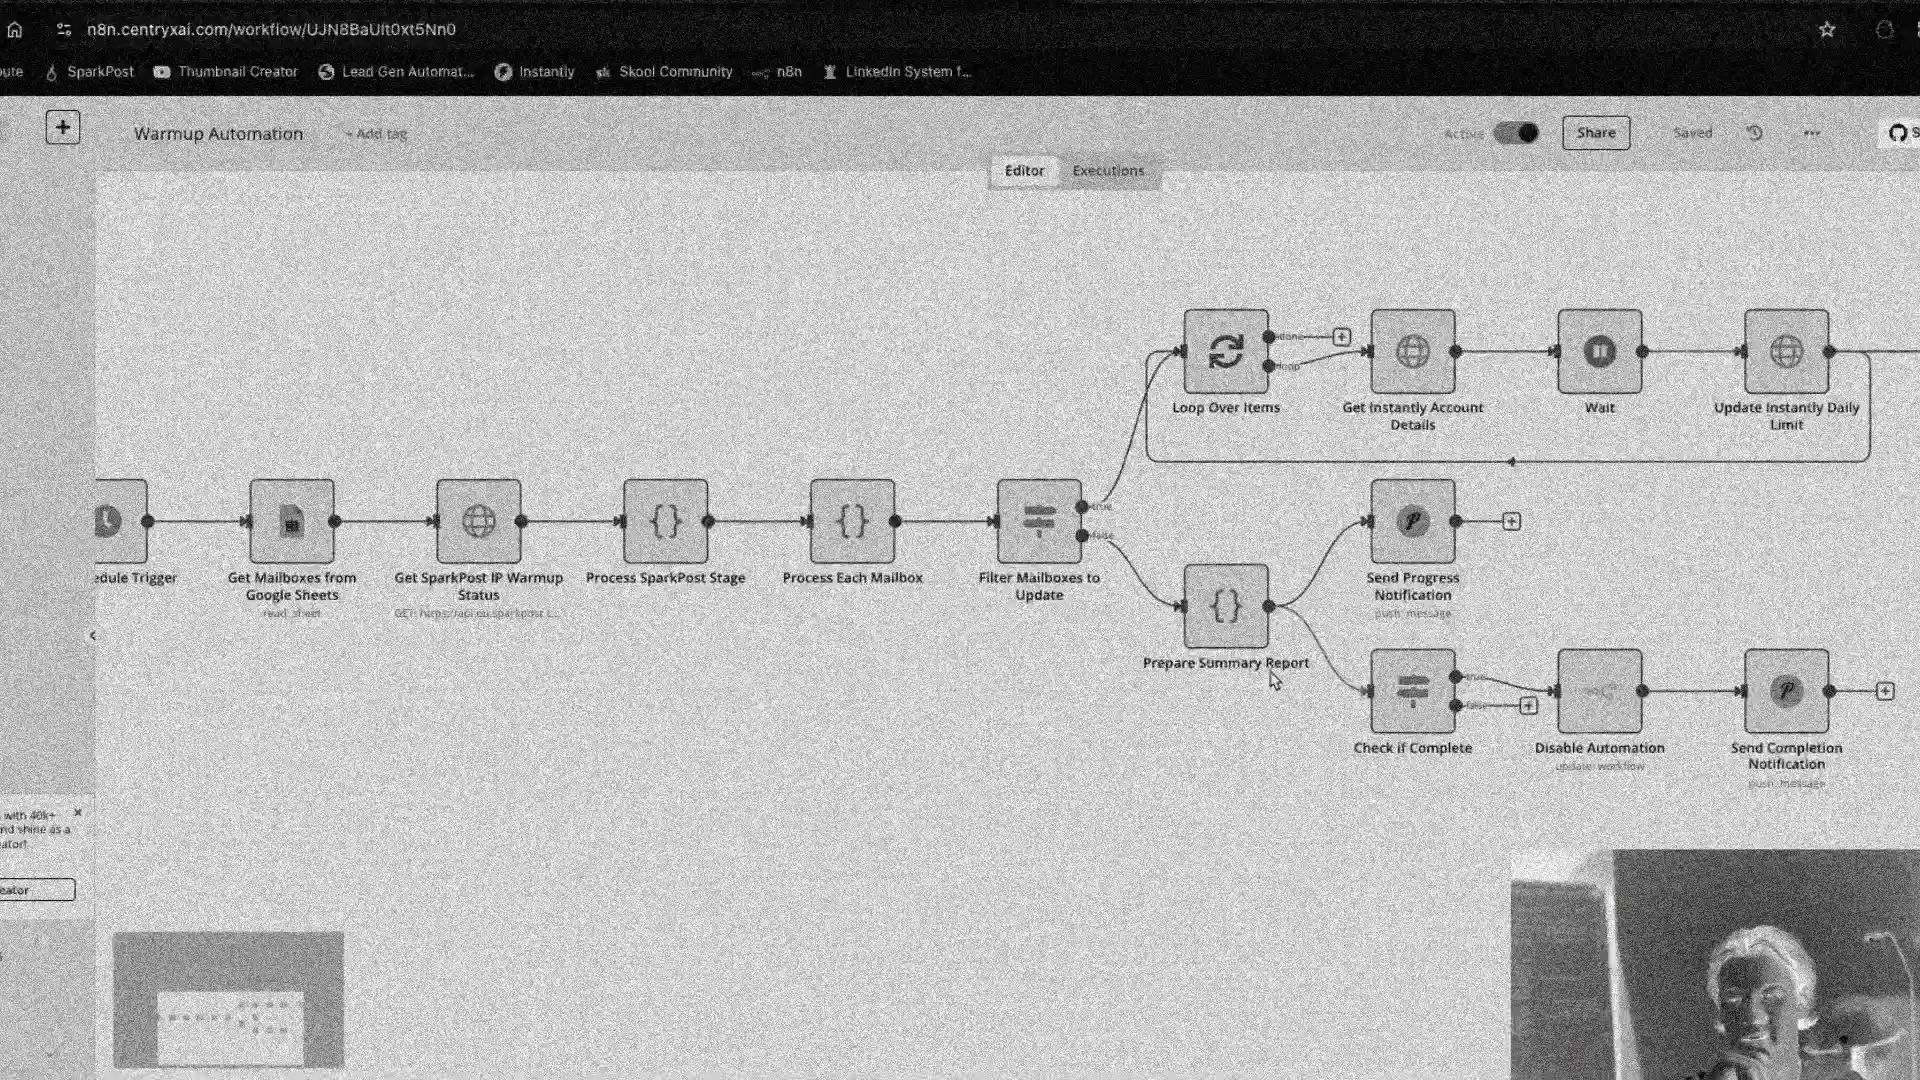 n8n.centryxai.com/workflow/UJN8BaUlt0xt5Nn0
ute SparkPost Thumbnail Creator Lead Gen Automat... Instantly Skool Community n8n LinkedIn System f...
Warmup Automation + Add tag Active Share Saved
Editor Executions
done
loop
Loop Over Items
Get Instantly Account
Details
Wait
Update Instantly Daily
Limit
true
false
edule Trigger
Get Mailboxes from
Google Sheets
read: sheet
Get SparkPost IP Warmup
Status
GET: https://api.eu.sparkpost.c...
Process SparkPost Stage
Process Each Mailbox
Filter Mailboxes to
Update
Send Progress
Notification
push: message
Prepare Summary Report
true
false
Check if Complete
Disable Automation
update: workflow
Send Completion
Notification
push: message
with 40k+
nd shine as a
eator!
eator